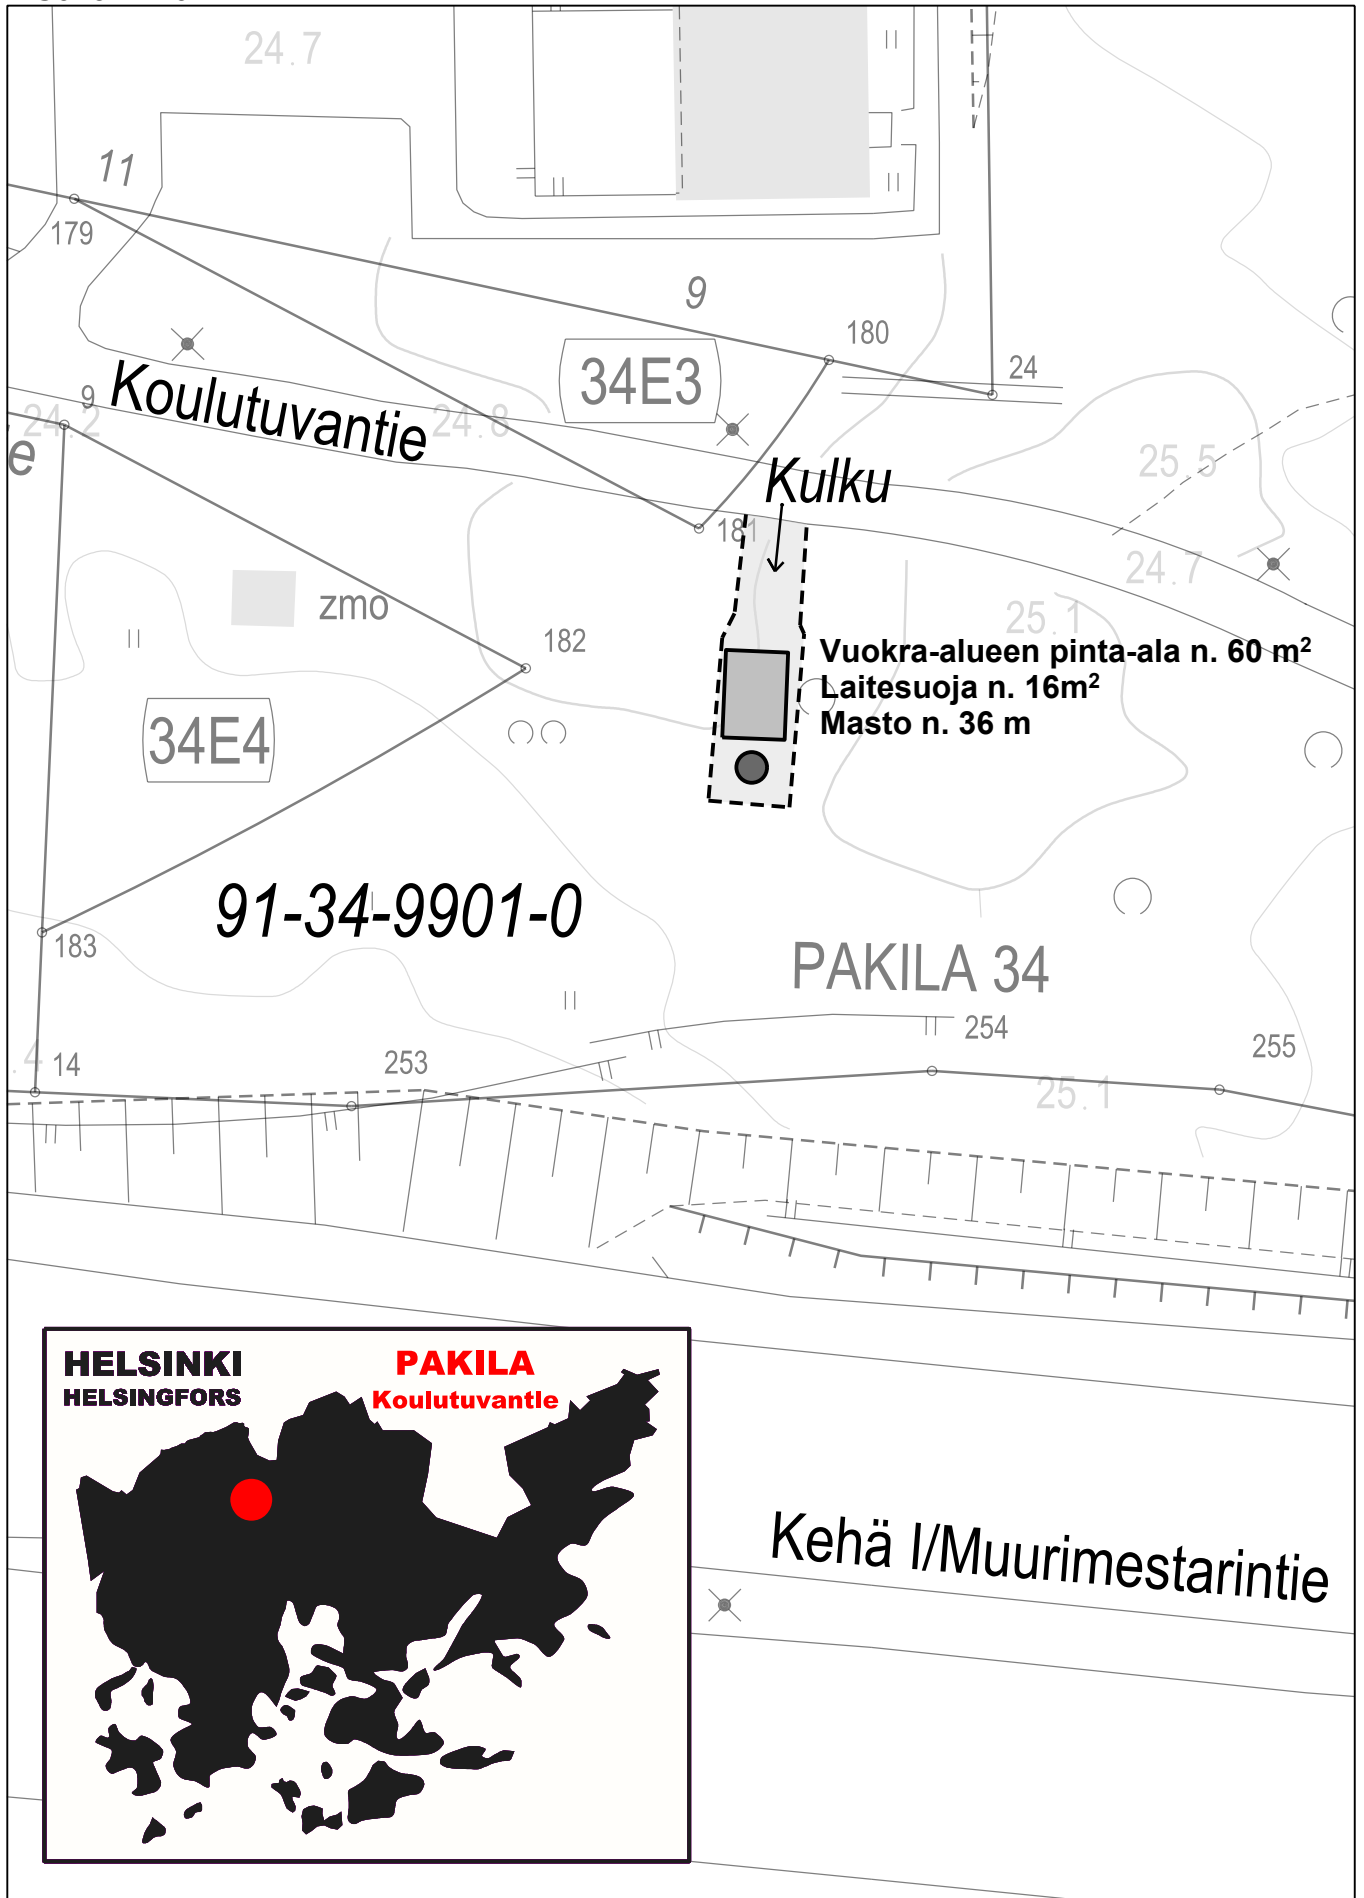 24.7
11
179
9
180
24
34E3
9
Koulutuvantie
24.2
24.8
e
Kulku
25.5
181
24.7
zmo
25.1
182
Vuokra-alueen pinta-ala n. 60 m²
Laitesuoja n. 16m²
Masto n. 36 m
34E4
91-34-9901-0
183
PAKILA 34
254
255
.4
14
253
25.1
HELSINKI
HELSINGFORS
PAKILA
Koulutuvantle
Kehä I/Muurimestarintie